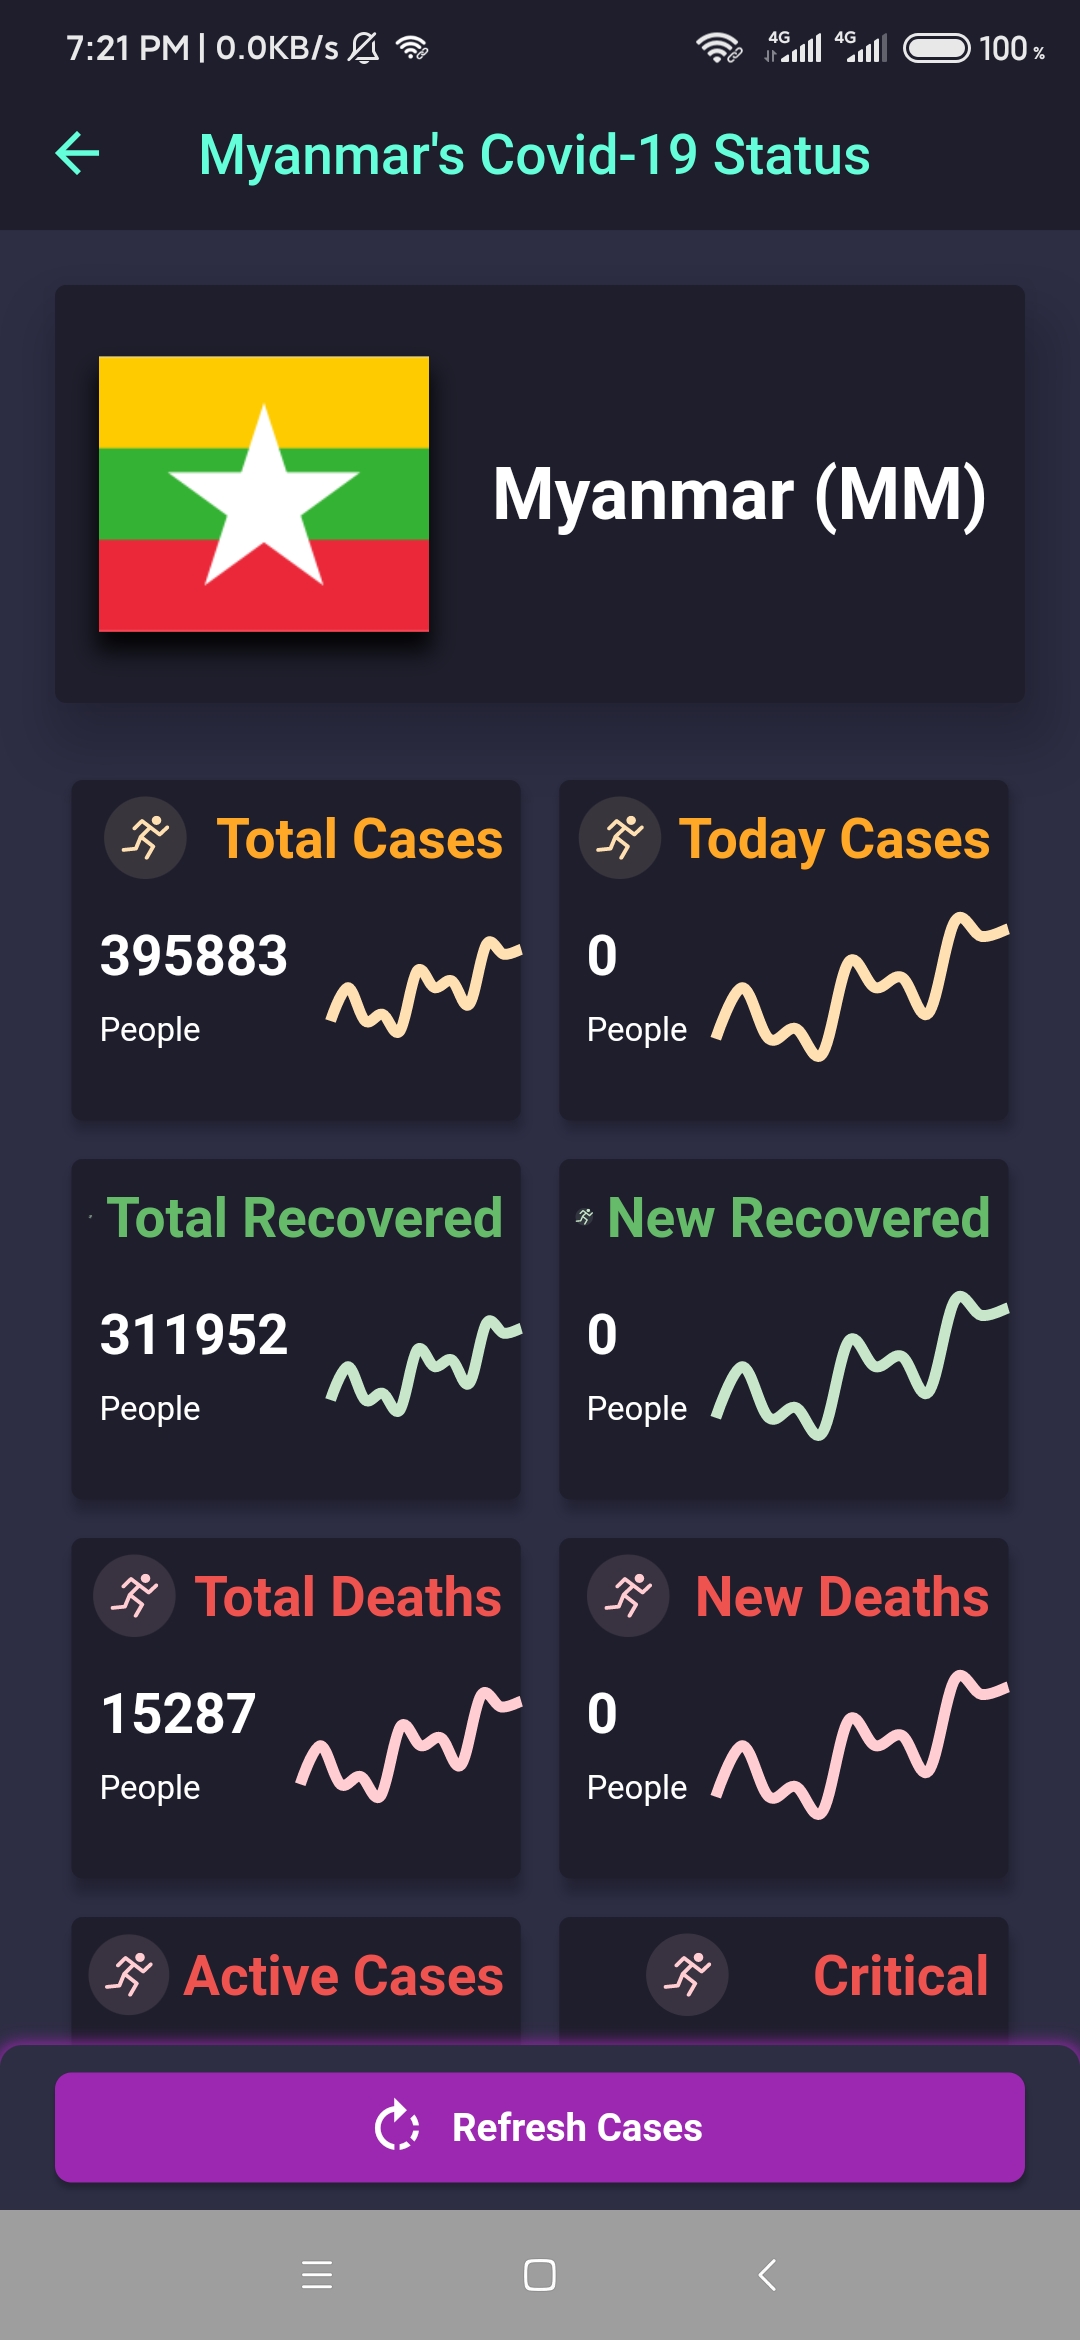 7:21 PM | 0.0KB/s 4G 4G 100 %
Myanmar's Covid-19 Status
Myanmar (MM)
Total Cases
395883
People
Today Cases
0
People
Total Recovered
311952
People
New Recovered
0
People
Total Deaths
15287
People
New Deaths
0
People
Active Cases
Critical
Refresh Cases